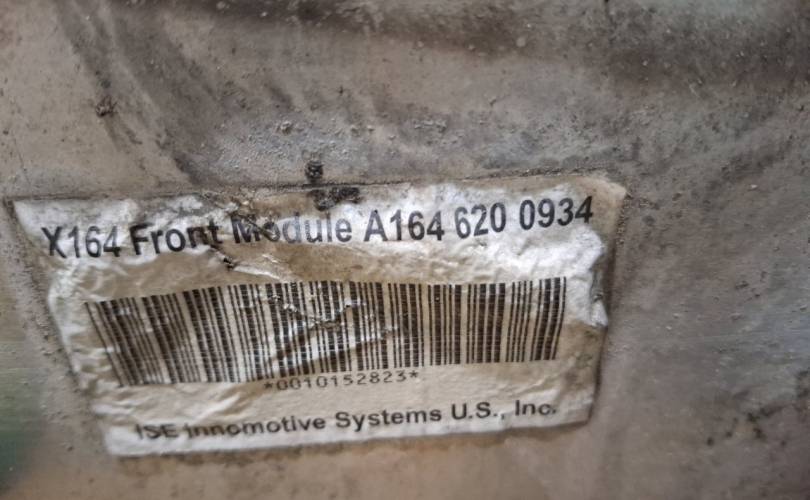 X164 Front Module A164 620 0934
*0010152823*
ISE Innomotive Systems U.S., Inc.